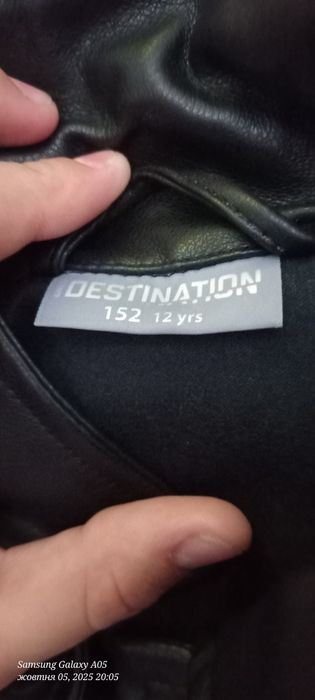 DESTINATION
152 12 yrs
Samsung Galaxy A05
жовтня 05, 2025 20:05